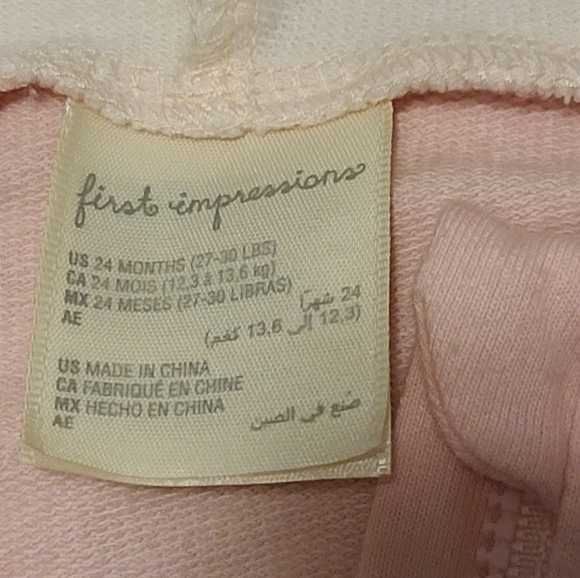 first impressions
US 24 MONTHS (27-30 LBS)
CA 24 MOIS (12,3 à 13,6 kg)
MX 24 MESES (27-30 LIBRAS)
AE 24 شهرًا
(12,3 إلى 13,6 كغم)
US MADE IN CHINA
CA FABRIQUÉ EN CHINE
MX HECHO EN CHINA
AE صنع في الصين